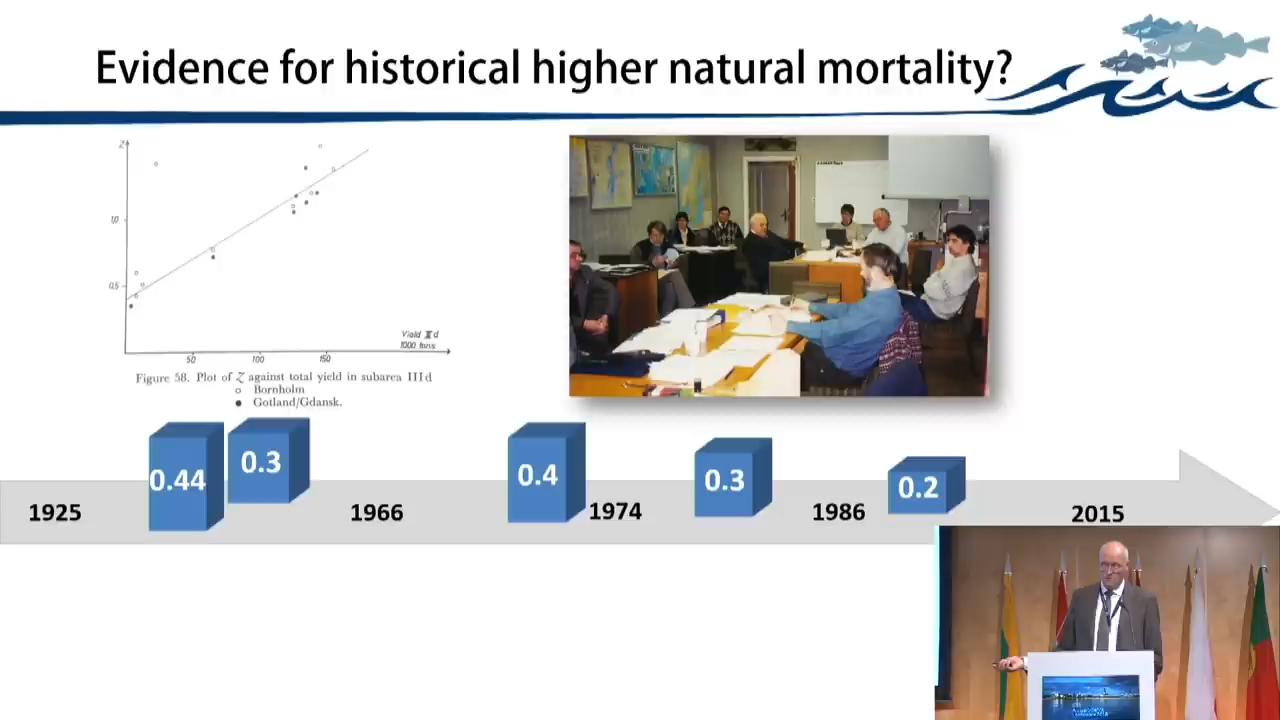 Evidence for historical higher natural mortality?
Z
1,0
0,5
Yield III d
1000 tons
50 100 150
Figure 58. Plot of Z against total yield in subarea IIId
Bornholm
Gotland/Gdansk.
0.44 0.3 0.4 0.3 0.2
1925 1966 1974 1986 2015